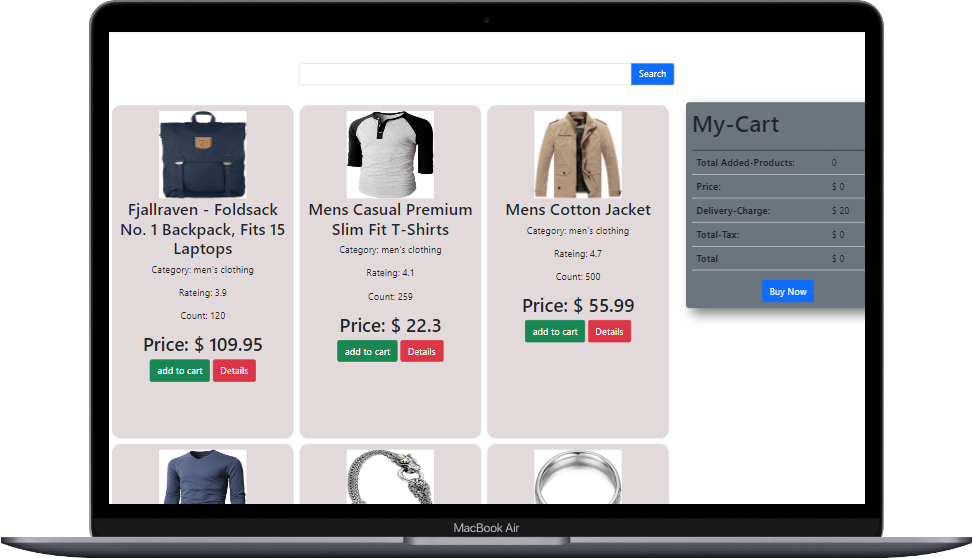 Search
Fjallraven - Foldsack
No. 1 Backpack, Fits 15
Laptops
Category: men's clothing
Rateing: 3.9
Count: 120
Price: $ 109.95
add to cart Details
Mens Casual Premium
Slim Fit T-Shirts
Category: men's clothing
Rateing: 4.1
Count: 259
Price: $ 22.3
add to cart Details
Mens Cotton Jacket
Category: men's clothing
Rateing: 4.7
Count: 500
Price: $ 55.99
add to cart Details
My-Cart
Total Added-Products: 0
Price: $ 0
Delivery-Charge: $ 20
Total-Tax: $ 0
Total $ 0
Buy Now
MacBook Air